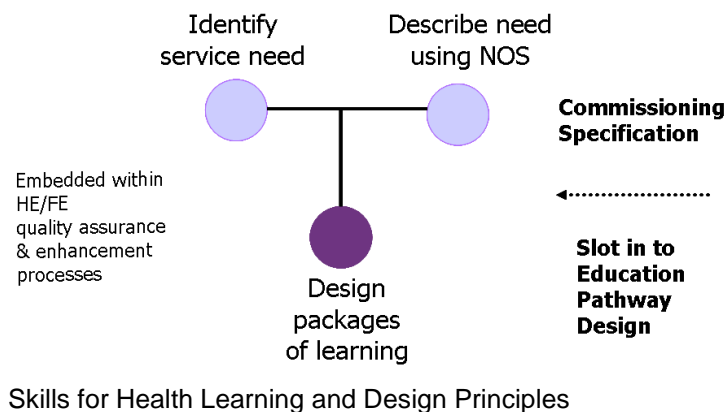 Identify
service need
Describe need
using NOS
Commissioning
Specification
Embedded within
HE/FE
quality assurance
& enhancement
processes
Design
packages
of learning
Slot in to
Education
Pathway
Design
Skills for Health Learning and Design Principles